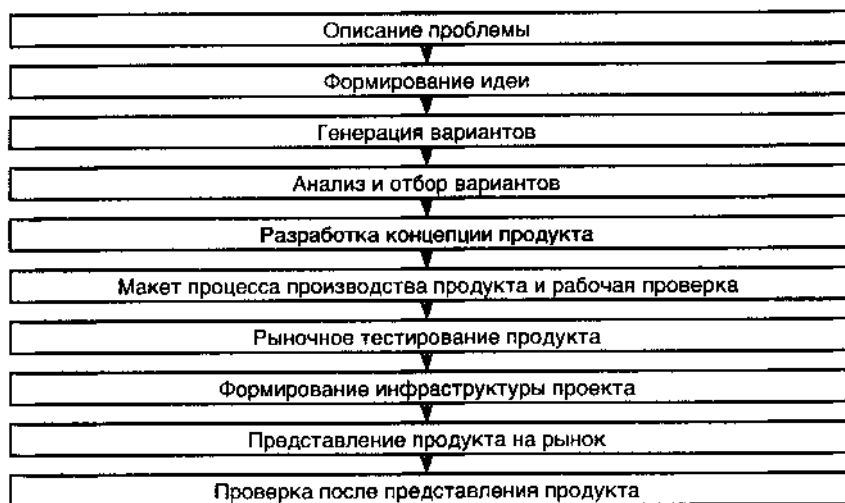 Описание проблемы
Формирование идеи
Генерация вариантов
Анализ и отбор вариантов
Разработка концепции продукта
Макет процесса производства продукта и рабочая проверка
Рыночное тестирование продукта
Формирование инфраструктуры проекта
Представление продукта на рынок
Проверка после представления продукта